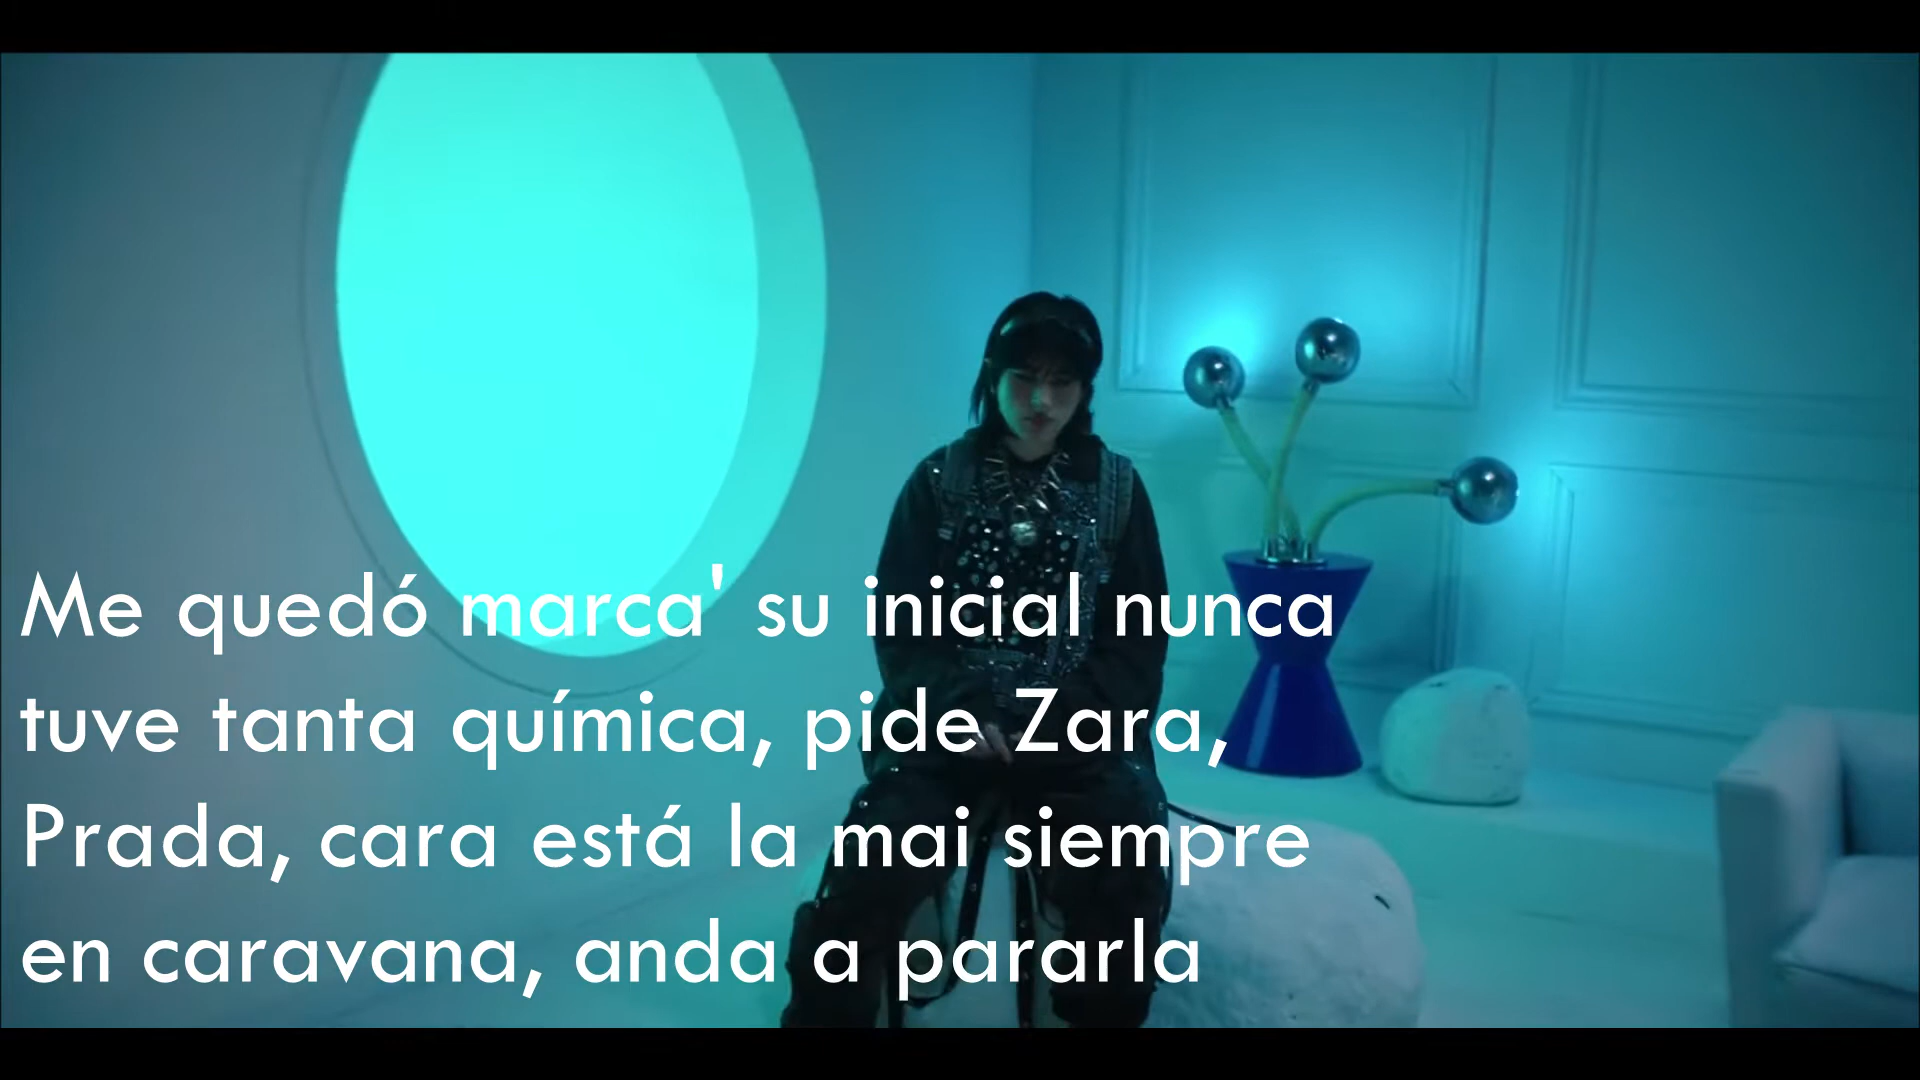 Me quedó marca' su inicial nunca
tuve tanta química, pide Zara,
Prada, cara está la mai siempre
en caravana, anda a pararla